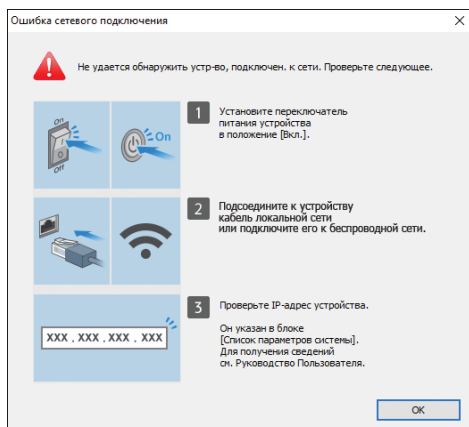 Ошибка сетевого подключения
Не удается обнаружить устр-во, подключен. к сети. Проверьте следующее.
On
Off
On
1
Установите переключатель
питания устройства
в положение [Вкл.].
2
Подсоедините к устройству
кабель локальной сети
или подключите его к беспроводной сети.
3
Проверьте IP-адрес устройства.
XXX . XXX . XXX . XXX
Он указан в блоке
[Список параметров системы].
Для получения сведений
см. Руководство Пользователя.
OK